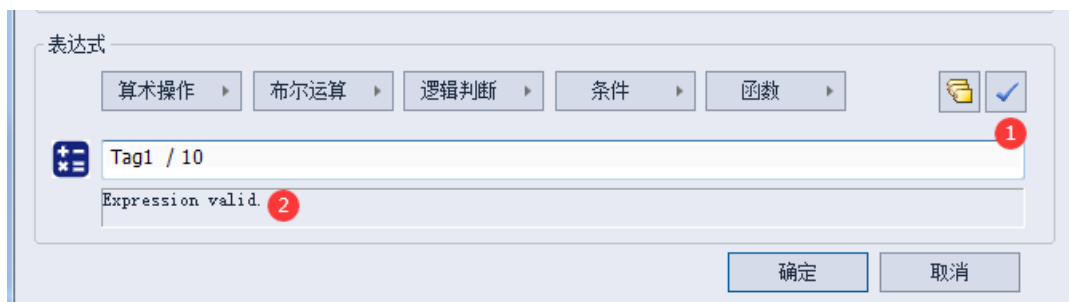 表达式
算术操作 布尔运算 逻辑判断 条件 函数
1
Tag1 / 10
Expression valid. 2
确定 取消